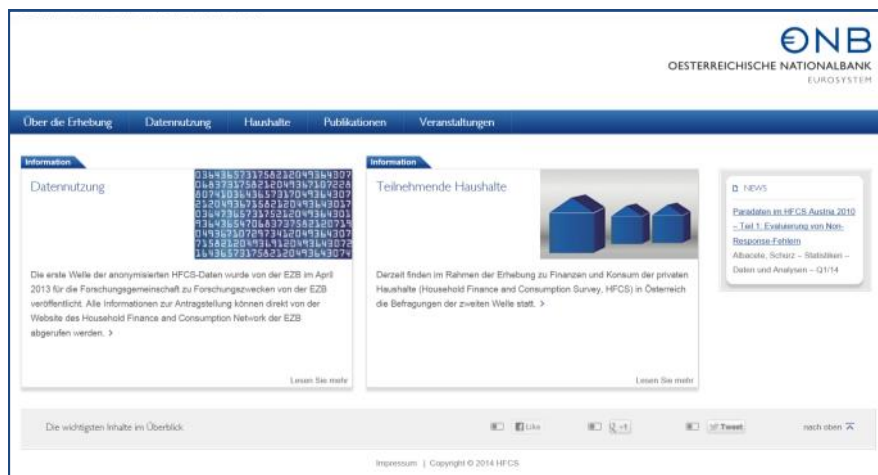 ONB
OESTERREICHISCHE NATIONALBANK
EUROSYSTEM
Über die Erhebung Datennutzung Haushalte Publikationen Veranstaltungen
Information
Datennutzung
Die erste Welle der anonymisierten HFCS-Daten wurde von der EZB im April
2013 für die Forschungsgemeinschaft zu Forschungszwecken von der EZB
veröffentlicht. Alle Informationen zur Antragstellung können direkt von der
Website des Household Finance and Consumption Network der EZB
abgerufen werden. >
Lesen Sie mehr
Information
Teilnehmende Haushalte
Derzeit finden im Rahmen der Erhebung zu Finanzen und Konsum der privaten
Haushalte (Household Finance and Consumption Survey, HFCS) in Österreich
die Befragungen der zweiten Welle statt. >
Lesen Sie mehr
NEWS
Paradaten im HFCS Austria 2010
– Teil 1: Evaluierung von Non-
Response-Fehlern
Albacete, Schürz – Statistiken –
Daten und Analysen – Q1/14
Die wichtigsten Inhalte im Überblick
Like
+1
Tweet
nach oben
Impressum | Copyright © 2014 HFCS